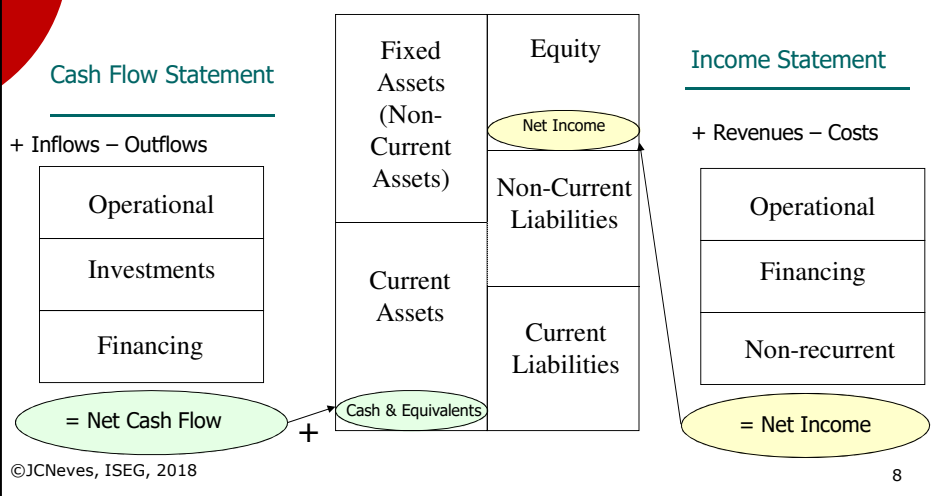 Cash Flow Statement
+ Inflows – Outflows
Operational
Investments
Financing
= Net Cash Flow
+
Fixed
Assets
(Non-
Current
Assets)
Current
Assets
Cash & Equivalents
Equity
Net Income
Non-Current
Liabilities
Current
Liabilities
Income Statement
+ Revenues – Costs
Operational
Financing
Non-recurrent
= Net Income
©JCNeves, ISEG, 2018
8